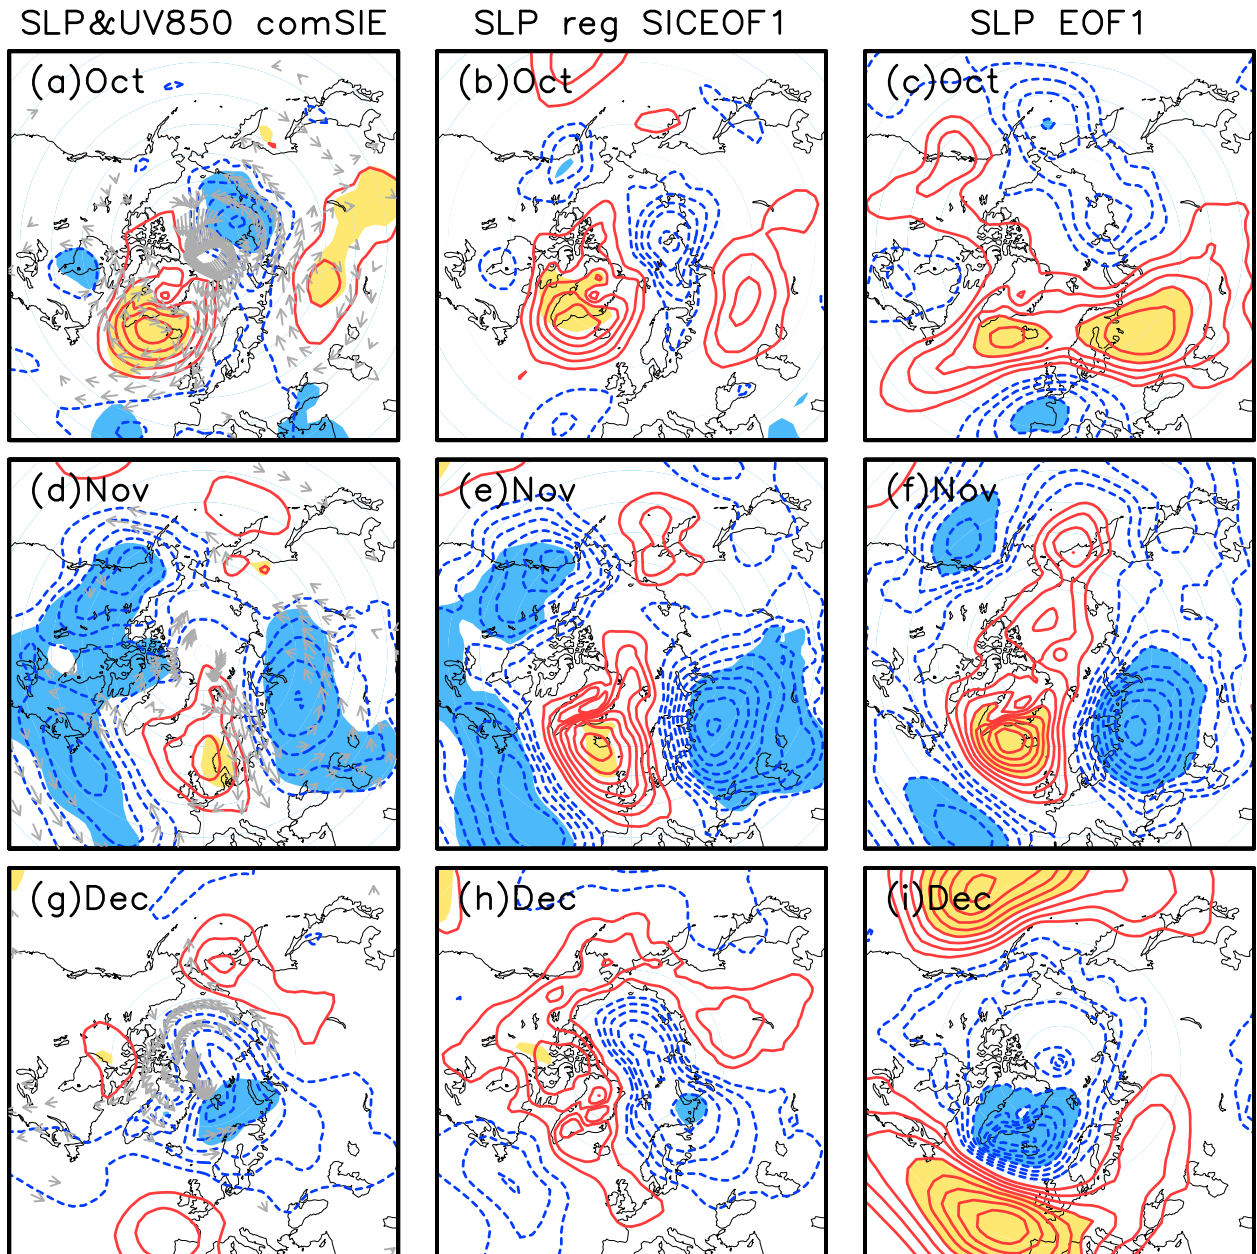 SLP&UV850 comSIE SLP reg SICEOF1 SLP EOF1
(a)Oct (b)Oct (c)Oct
(d)Nov (e)Nov (f)Nov
(g)Dec (h)Dec (i)Dec